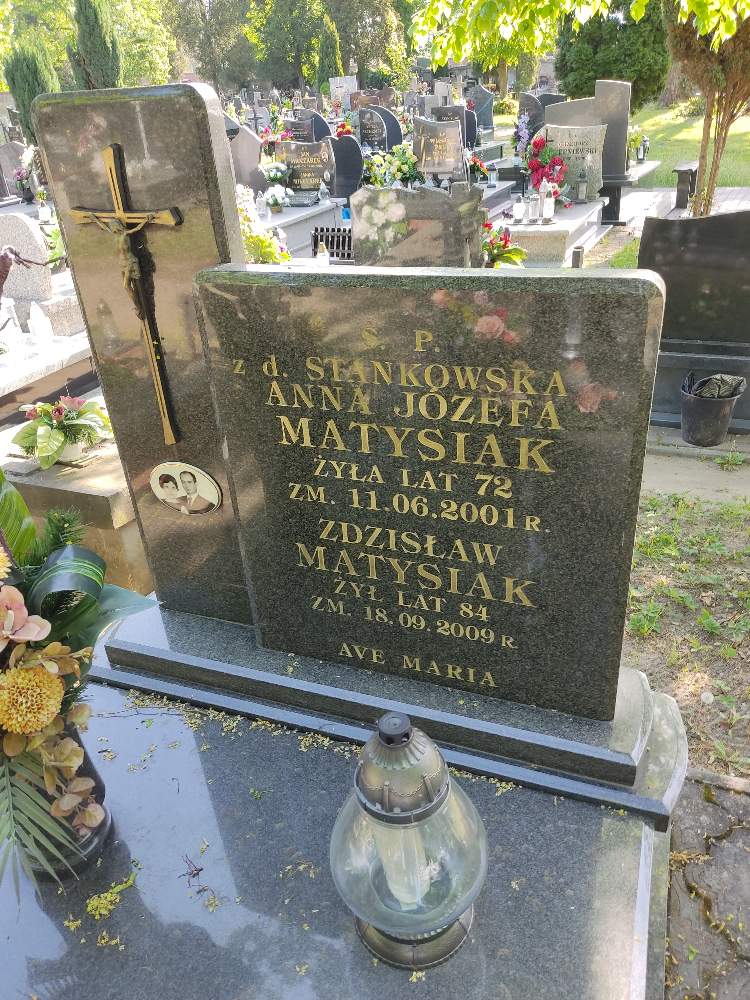 Ś. P.
z d. STANKOWSKA
ANNA JÓZEFA
MATYSIAK
ŻYŁA LAT 72
ZM. 11.06.2001 R.
ZDZISŁAW
MATYSIAK
ŻYŁ LAT 84
ZM. 18.09.2009 R
AVE MARIA